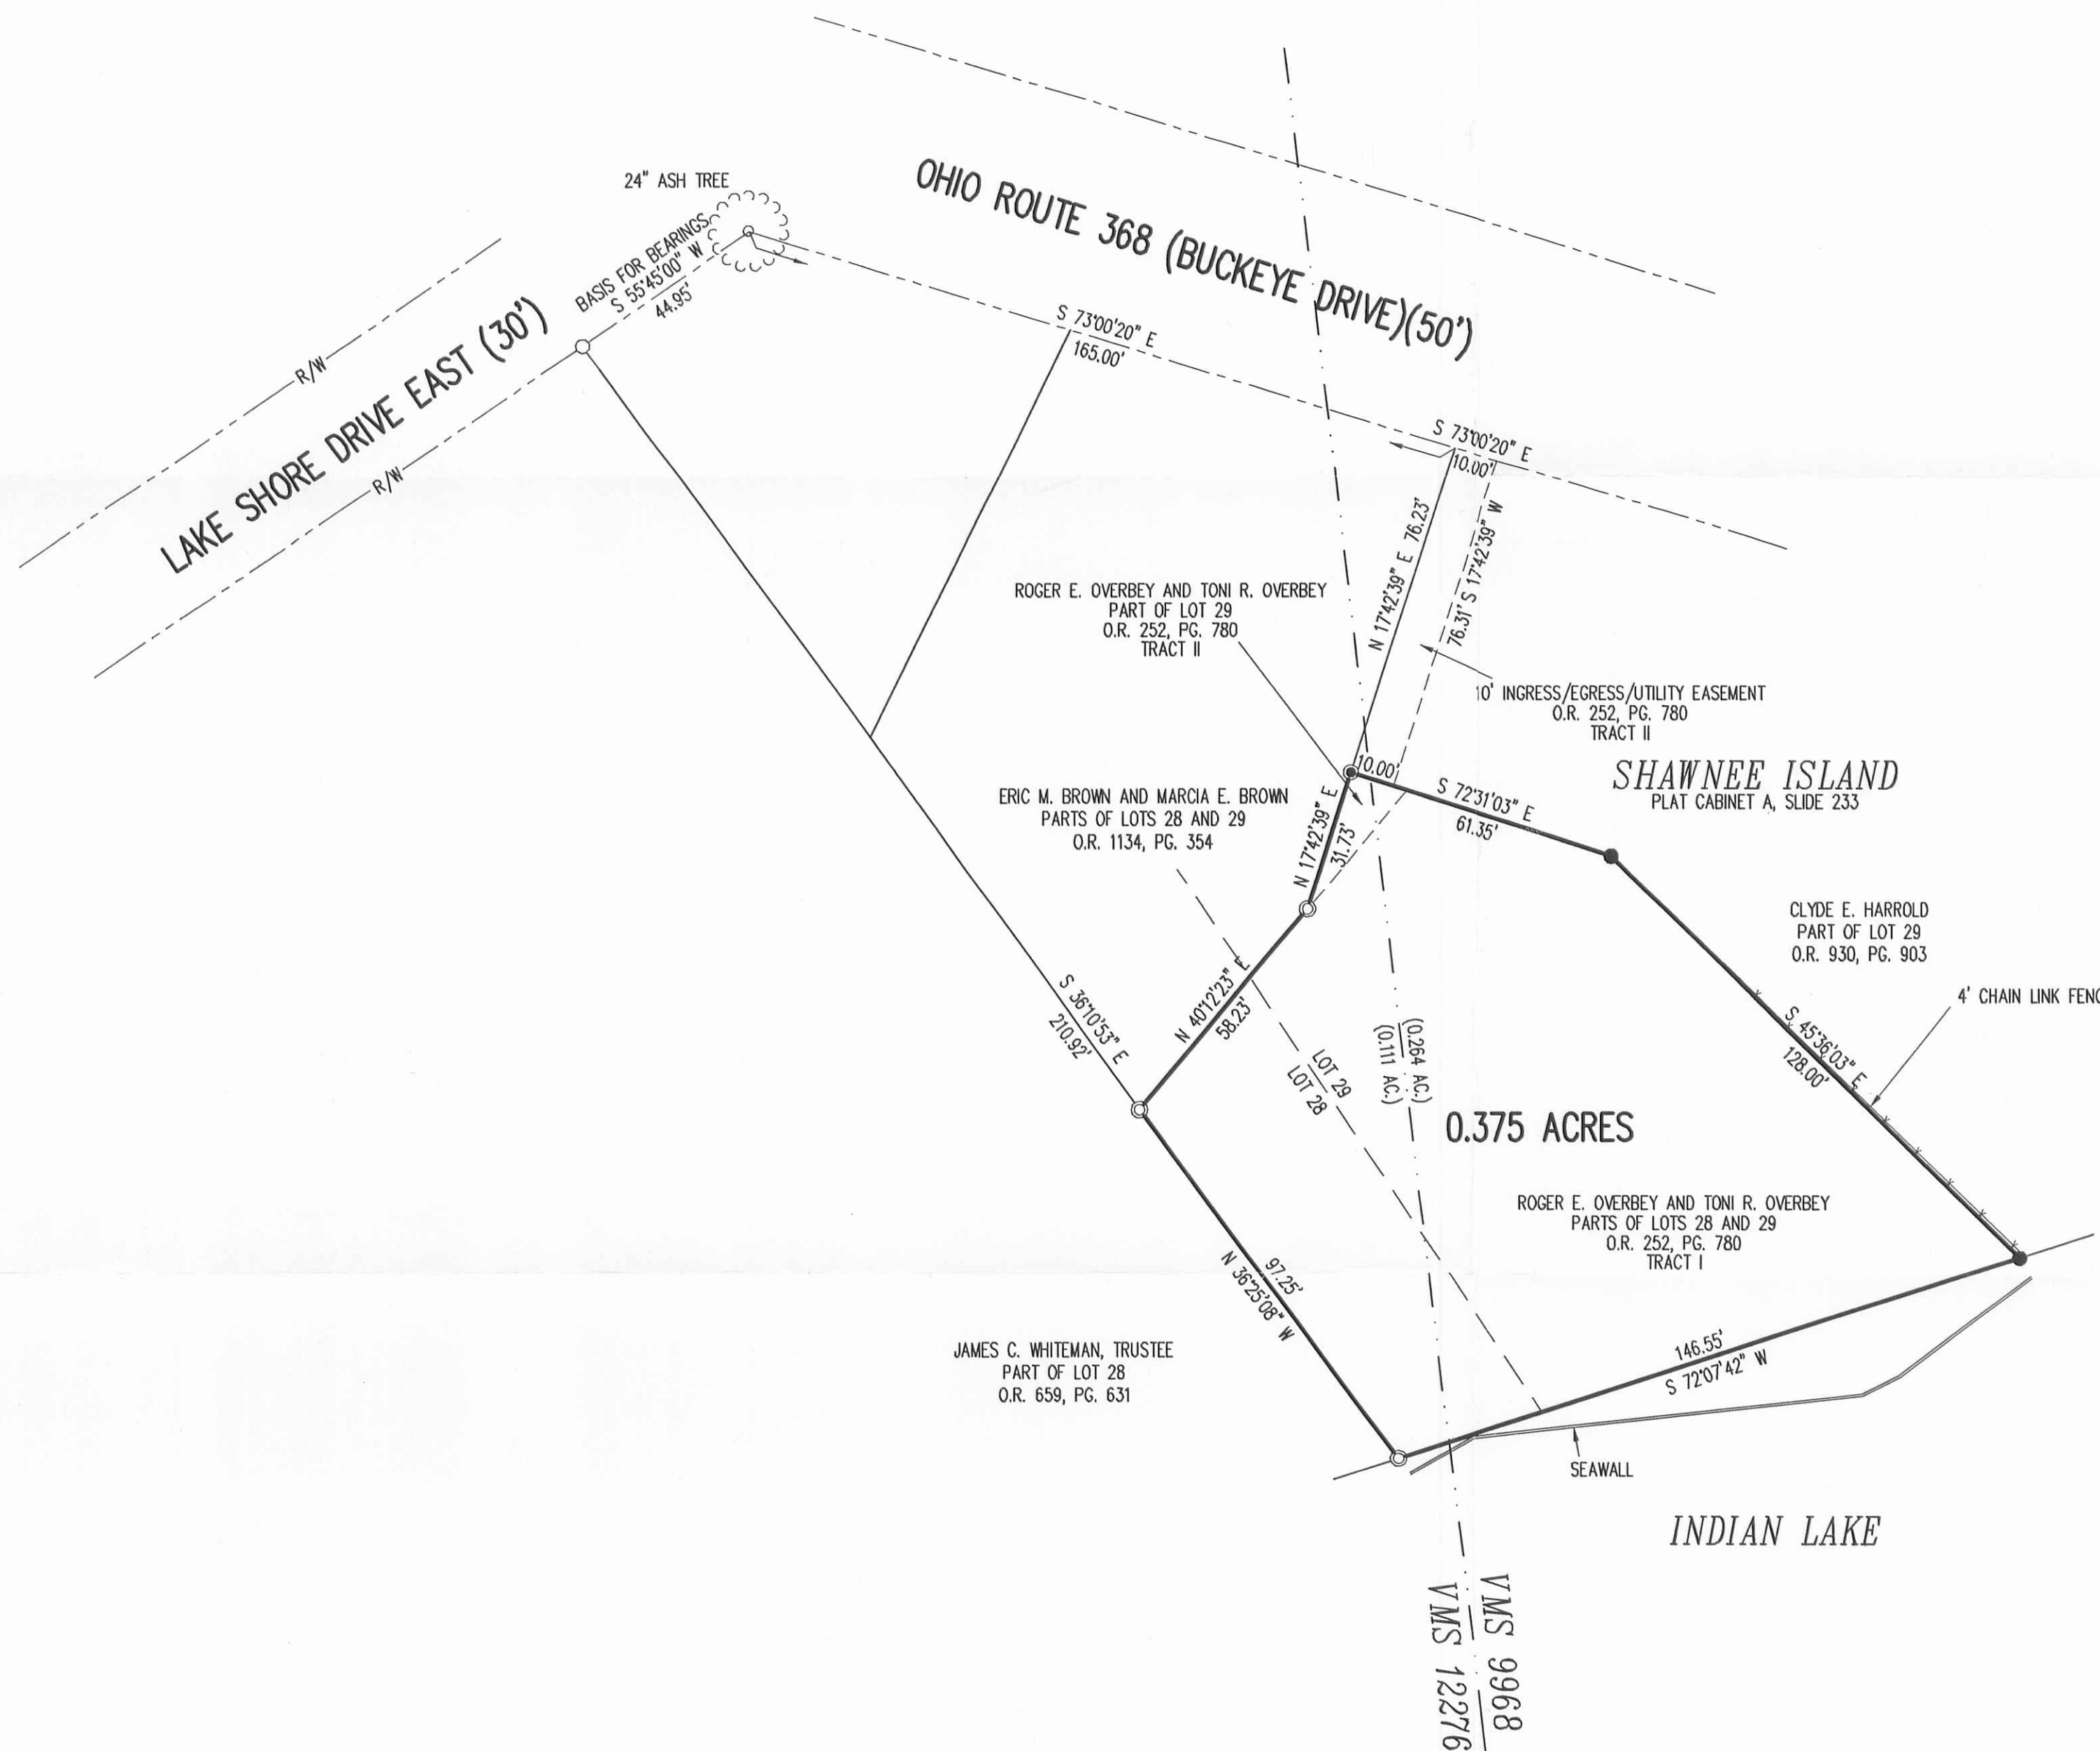 24" ASH TREE
OHIO ROUTE 368 (BUCKEYE DRIVE)(50')
BASIS FOR BEARINGS
S 55°45'00" W
44.95'
R/W
LAKE SHORE DRIVE EAST (30')
R/W
S 73°00'20" E
165.00'
S 73°00'20" E
10.00'
N 17°42'39" E 76.23'
76.31' S 17°42'39" W
ROGER E. OVERBEY AND TONI R. OVERBEY
PART OF LOT 29
O.R. 252, PG. 780
TRACT II
10' INGRESS/EGRESS/UTILITY EASEMENT
O.R. 252, PG. 780
TRACT II
SHAWNEE ISLAND
PLAT CABINET A, SLIDE 233
10.00'
S 72°31'03" E
61.35'
ERIC M. BROWN AND MARCIA E. BROWN
PARTS OF LOTS 28 AND 29
O.R. 1134, PG. 354
N 17°42'39" E
31.73'
CLYDE E. HARROLD
PART OF LOT 29
O.R. 930, PG. 903
4' CHAIN LINK FENC
S 36°10'53" E
210.92'
N 40°12'23" E
58.23'
LOT 29
LOT 28
(0.264 AC.)
(0.111 AC.)
S 45°36'03" E
128.00'
0.375 ACRES
ROGER E. OVERBEY AND TONI R. OVERBEY
PARTS OF LOTS 28 AND 29
O.R. 252, PG. 780
TRACT I
97.25'
N 36°25'08" W
JAMES C. WHITEMAN, TRUSTEE
PART OF LOT 28
O.R. 659, PG. 631
146.55'
S 72°07'42" W
SEAWALL
INDIAN LAKE
VMS 9968
VMS 12276